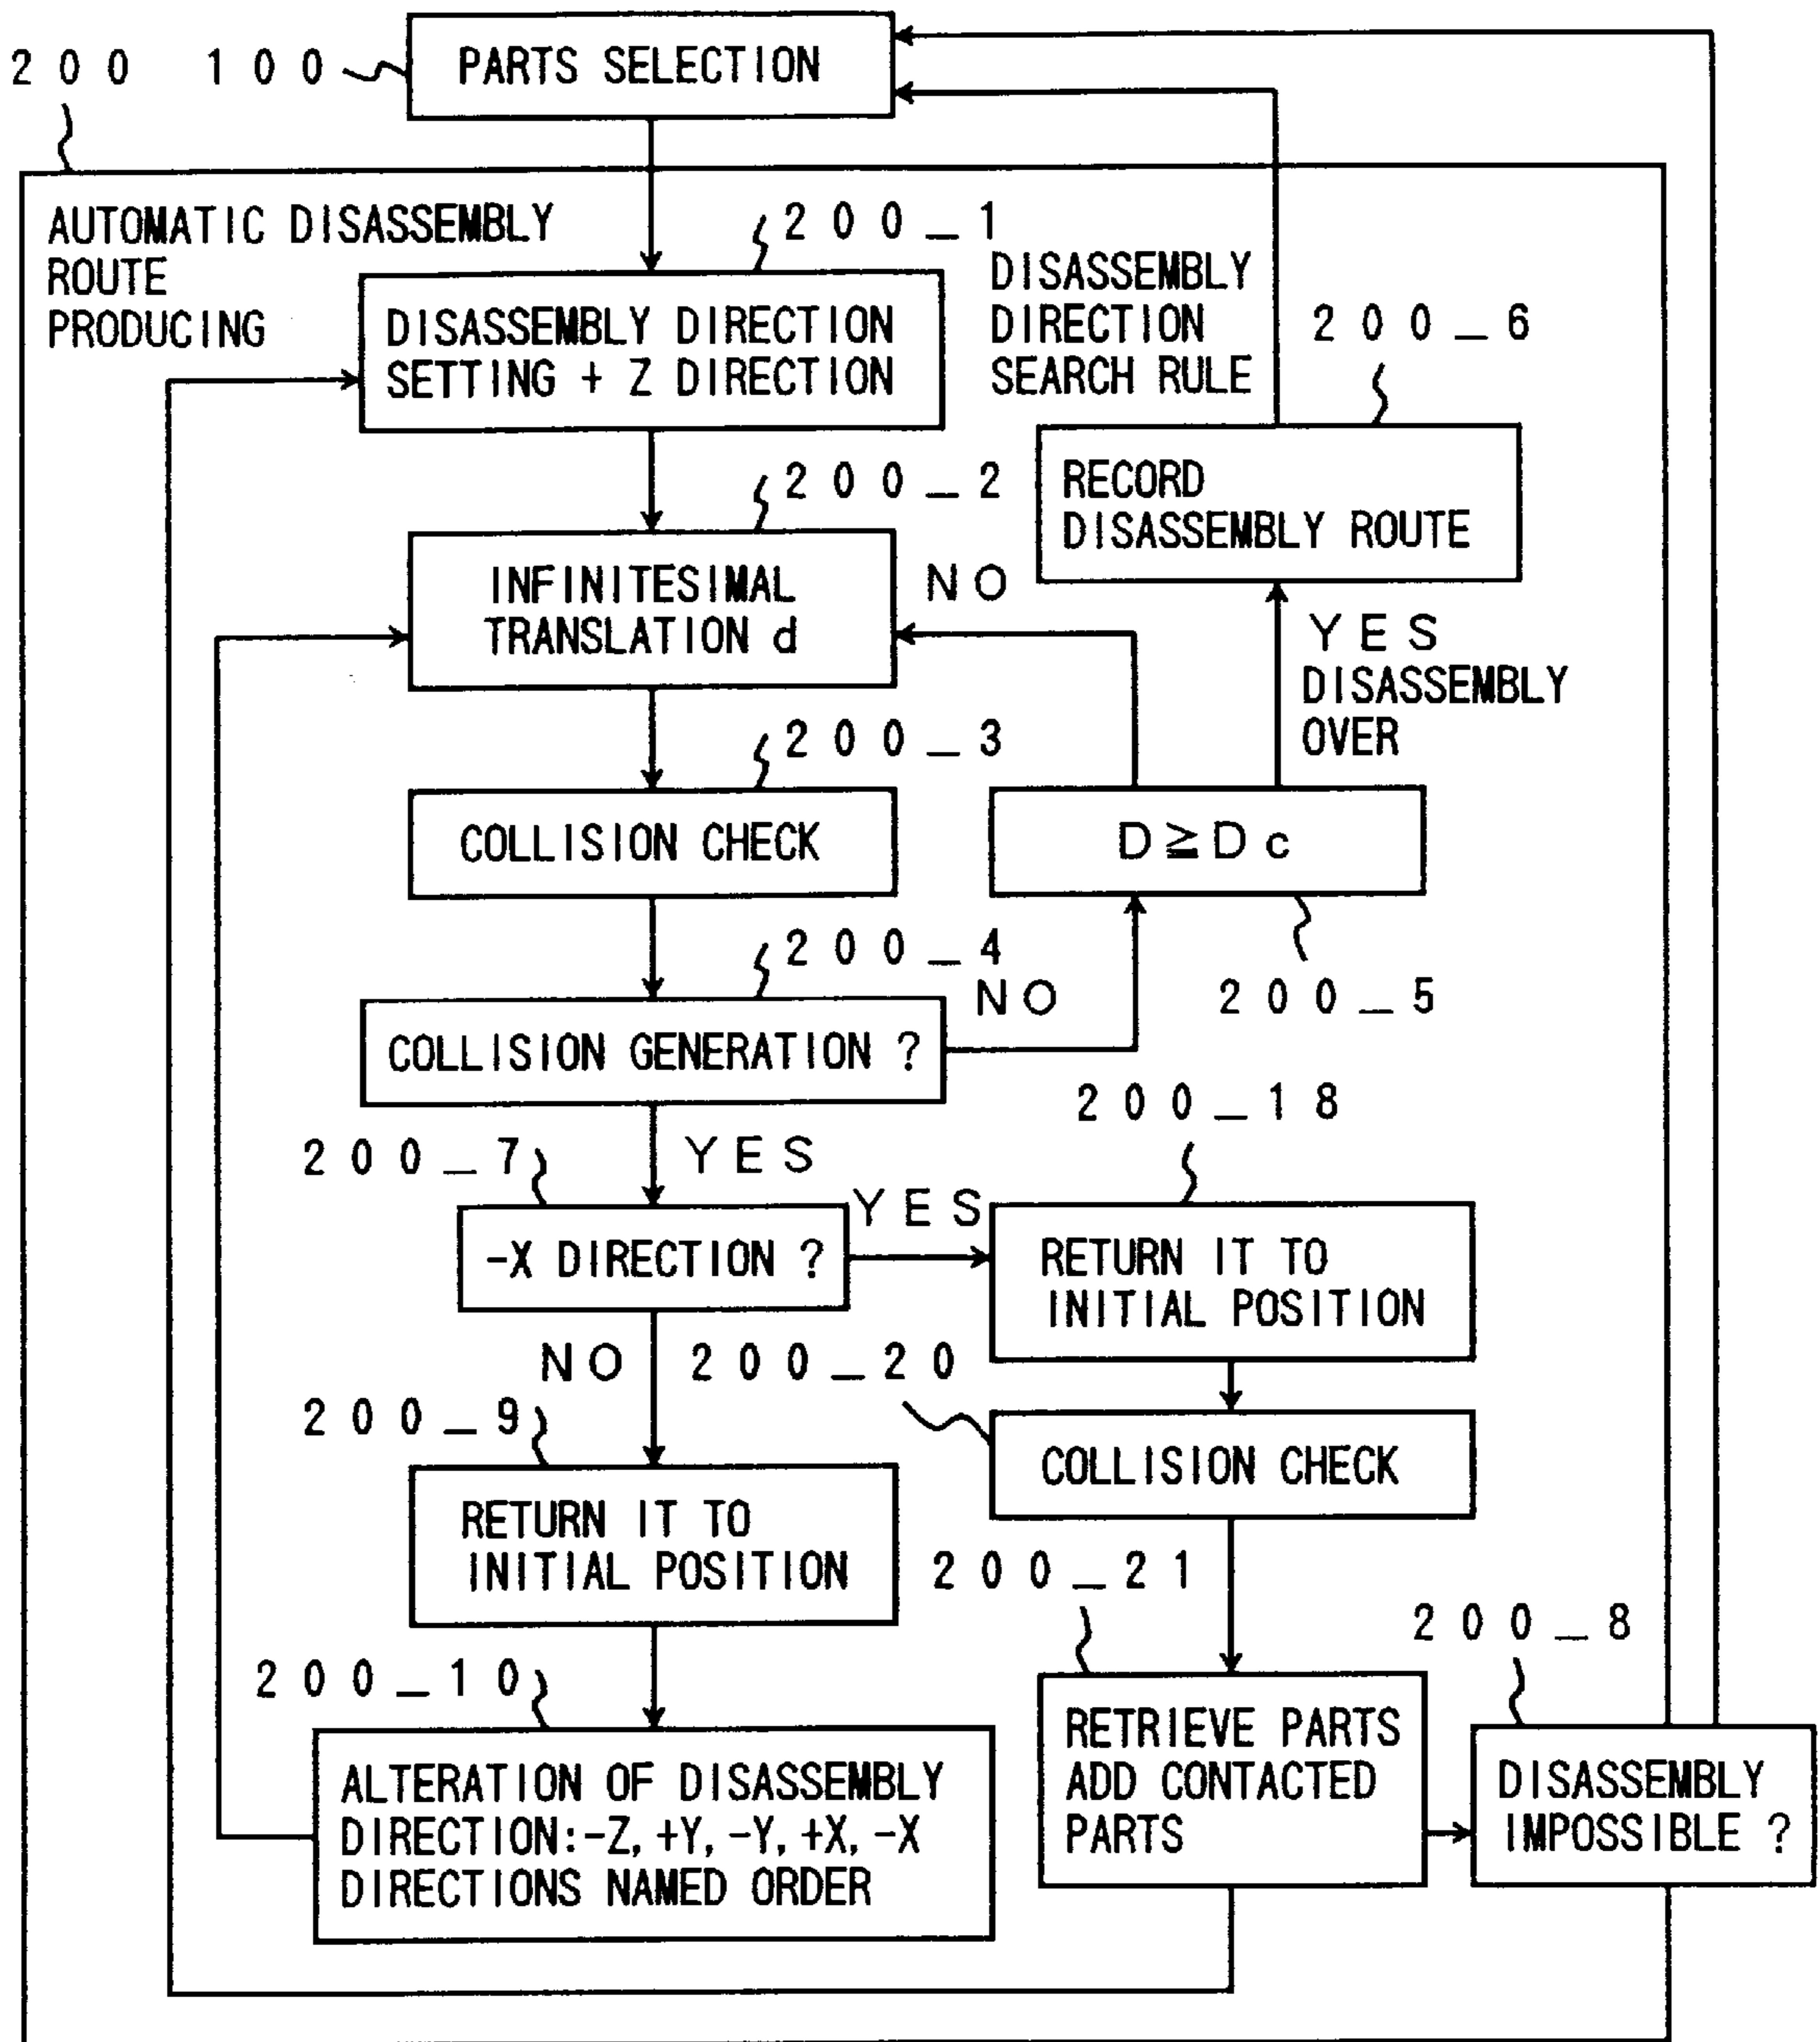 200
100
PARTS SELECTION
AUTOMATIC DISASSEMBLY
ROUTE
PRODUCING
200_1
DISASSEMBLY DIRECTION
SETTING + Z DIRECTION
DISASSEMBLY
DIRECTION
SEARCH RULE
200_6
RECORD
DISASSEMBLY ROUTE
200_2
INFINITESIMAL
TRANSLATION d
NO
YES
DISASSEMBLY
OVER
200_3
COLLISION CHECK
D≧Dc
200_5
200_4
COLLISION GENERATION ?
NO
200_18
200_7
YES
-X DIRECTION ?
YES
RETURN IT TO
INITIAL POSITION
NO
200_20
COLLISION CHECK
200_9
RETURN IT TO
INITIAL POSITION
200_21
200_8
RETRIEVE PARTS
ADD CONTACTED
PARTS
DISASSEMBLY
IMPOSSIBLE ?
200_10
ALTERATION OF DISASSEMBLY
DIRECTION:-Z, +Y, -Y, +X, -X
DIRECTIONS NAMED ORDER